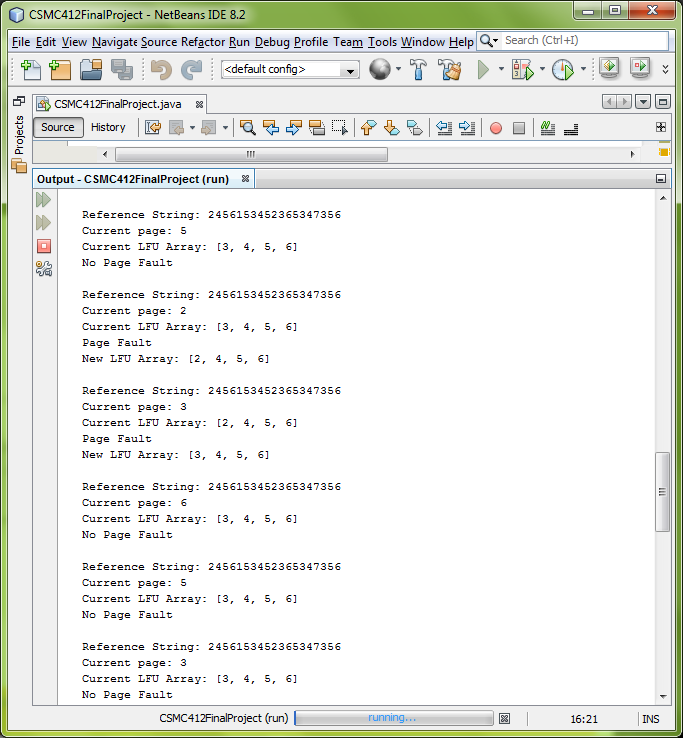 CSMC412FinalProject - NetBeans IDE 8.2
File Edit View Navigate Source Refactor Run Debug Profile Team Tools Window Help
Search (Ctrl+I)
<default config>
Projects
CSMC412FinalProject.java
Source History
Output - CSMC412FinalProject (run)
Reference String: 2456153452365347356
Current page: 5
Current LFU Array: [3, 4, 5, 6]
No Page Fault
Reference String: 2456153452365347356
Current page: 2
Current LFU Array: [3, 4, 5, 6]
Page Fault
New LFU Array: [2, 4, 5, 6]
Reference String: 2456153452365347356
Current page: 3
Current LFU Array: [2, 4, 5, 6]
Page Fault
New LFU Array: [3, 4, 5, 6]
Reference String: 2456153452365347356
Current page: 6
Current LFU Array: [3, 4, 5, 6]
No Page Fault
Reference String: 2456153452365347356
Current page: 5
Current LFU Array: [3, 4, 5, 6]
No Page Fault
Reference String: 2456153452365347356
Current page: 3
Current LFU Array: [3, 4, 5, 6]
No Page Fault
CSMC412FinalProject (run) running... 16:21 INS